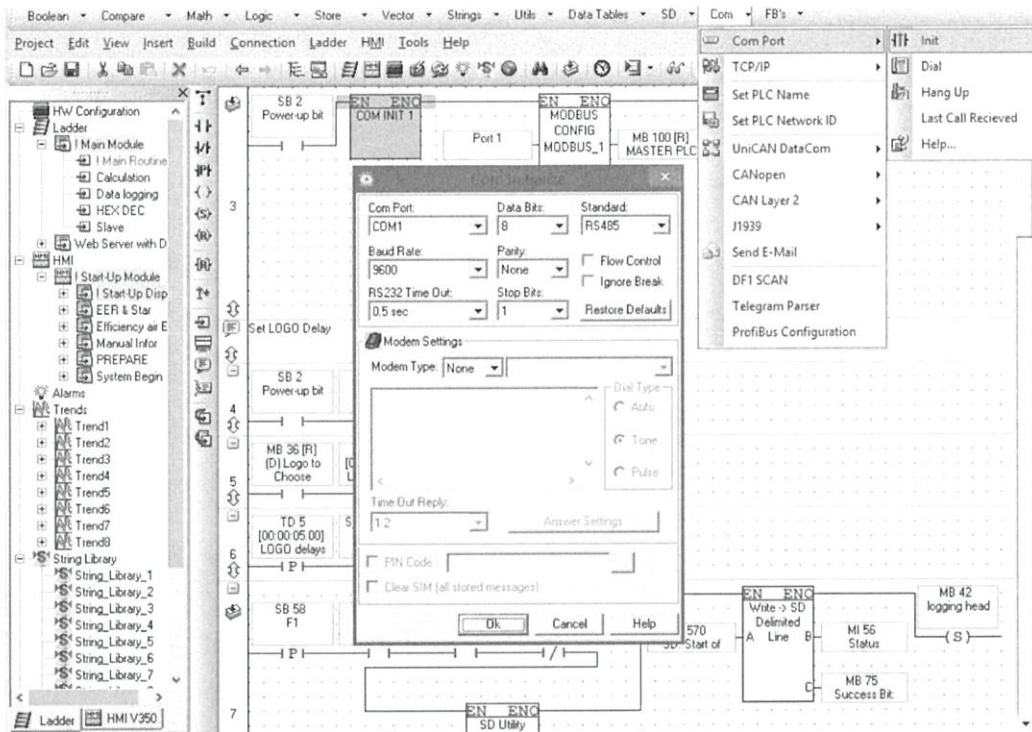 Boolean Compare Math Logic Store Vector Strings Utils Data Tables SD Com FB's
Project Edit View Insert Build Connection Ladder HMI Tools Help
HW Configuration
Ladder
! Main Module
! Main Routine
Calculation
Data logging
HEX DEC
Slave
Web Server with D
HMI
! Start-Up Module
! Start-Up Disp
EER & Star
Efficiency air E
Manual Infor
PREPARE
System Begin
Alarms
Trends
Trend1
Trend2
Trend3
Trend4
Trend5
Trend6
Trend7
Trend8
String Library
String_Library_1
String_Library_2
String_Library_3
String_Library_4
String_Library_5
String_Library_6
String_Library_7
Ladder HMI V350
SB 2
Power-up bit
EN ENO
COM INIT 1
Port 1
EN ENO
MODBUS
CONFIG
MODBUS_1
MB 100 [R]
MASTER PLC
3
Set LOGO Delay
SB 2
Power-up bit
4
MB 36 [R]
(D) Logo to
Choose
5
TD 5
[00:00:05.00]
LOGO delays
6
P
SB 58
F1
P
7
Com Port:
COM1
Data Bits:
8
Standard:
RS485
Baud Rate:
9600
Parity:
None
Flow Control
Ignore Break
RS232 Time Out:
0.5 sec
Stop Bits:
1
Restore Defaults
Modem Settings
Modem Type: None
Dial Type
Auto
Tone
Pulse
Time Out Reply:
12
Answer Settings
PIN Code :
Clear SIM (all stored messages)
Ok Cancel Help
Com Port
TCP/IP
Set PLC Name
Set PLC Network ID
UniCAN DataCom
CANopen
CAN Layer 2
J1939
Send E-Mail
DF1 SCAN
Telegram Parser
ProfiBus Configuration
Init
Dial
Hang Up
Last Call Recieved
Help...
570
SD: Start of
EN ENO
Write -> SD
Delimited
A Line B
C
MI 56
Status
MB 75
Success Bit:
MB 42
logging head
(S)
EN ENO
SD Utility